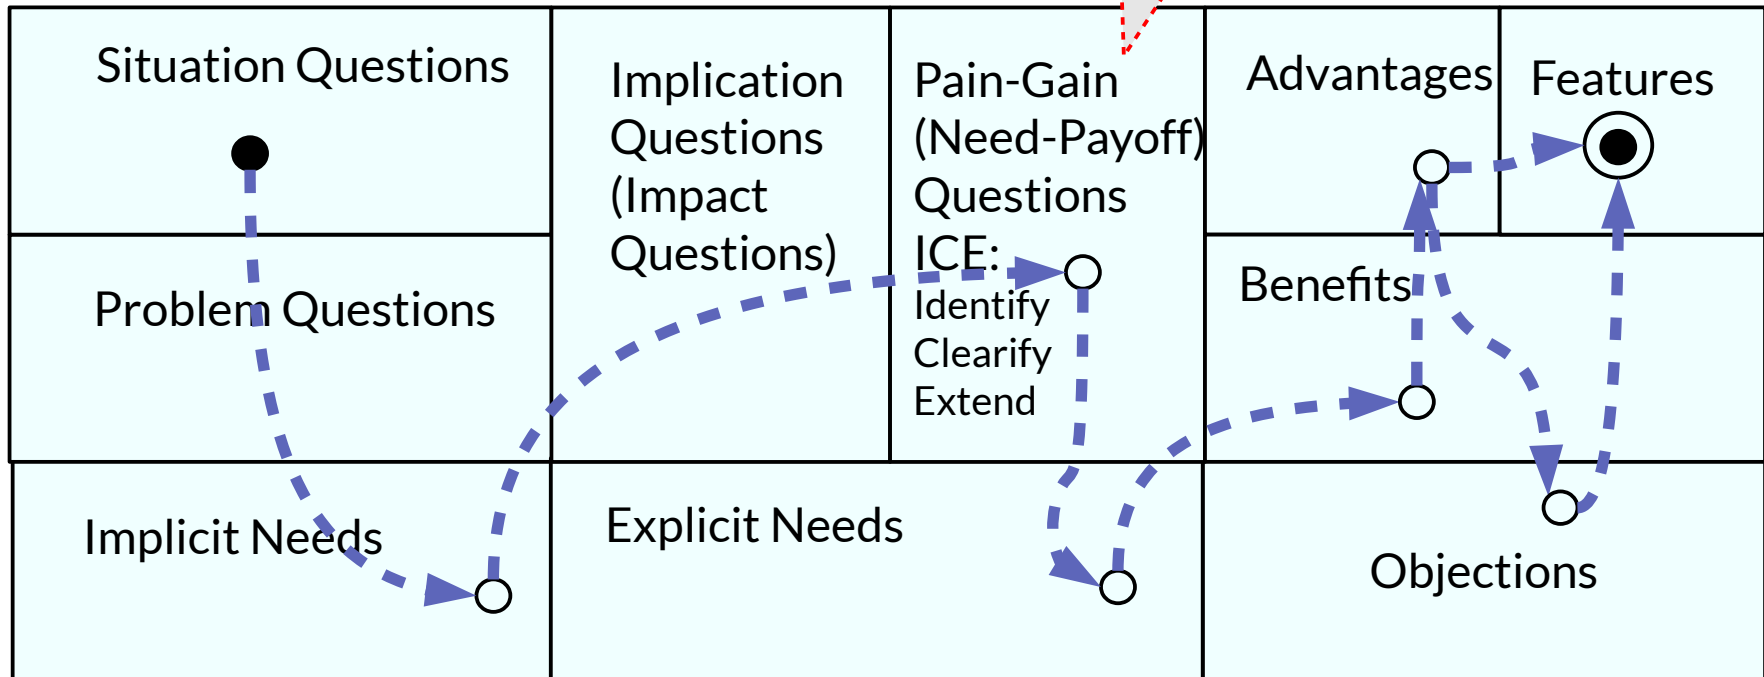 Situation Questions
Problem Questions
Implicit Needs
Implication
Questions
(Impact
Questions)
Pain-Gain
(Need-Payoff)
Questions
ICE:
Identify
Clearify
Extend
Explicit Needs
Advantages
Features
Benefits
Objections